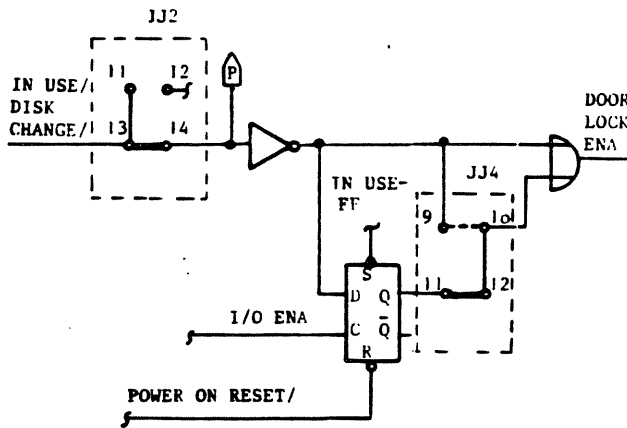 JJ2
11 12
IN USE/
DISK
CHANGE/
13 14
P
DOOR
LOCK
ENA
JJ4
IN USE-
FF
9 10
S
D Q
11 12
I/O ENA
C Q̅
R
POWER ON RESET/